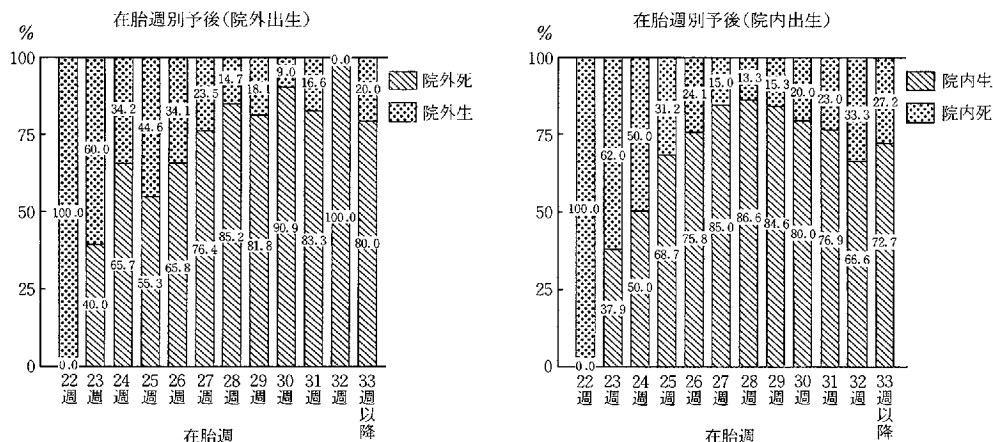 在胎週別予後(院外出生)
%
100
75
50
25
0
100.0
0.0
60.0
40.0
34.2
65.7
44.6
55.3
34.1
65.8
23.5
76.4
14.7
85.2
18.1
81.8
9.0
90.9
16.6
83.3
0.0
100.0
20.0
80.0
22週
23週
24週
25週
26週
27週
28週
29週
30週
31週
32週
33週以降
在胎週
院外死
院外生
在胎週別予後(院内出生)
%
100
75
50
25
0
100.0
0.0
62.0
37.9
50.0
50.0
31.2
68.7
24.1
75.8
15.0
85.0
13.3
86.6
15.3
84.6
20.0
80.0
23.0
76.9
33.3
66.6
27.2
72.7
22週
23週
24週
25週
26週
27週
28週
29週
30週
31週
32週
33週以降
在胎週
院内生
院内死